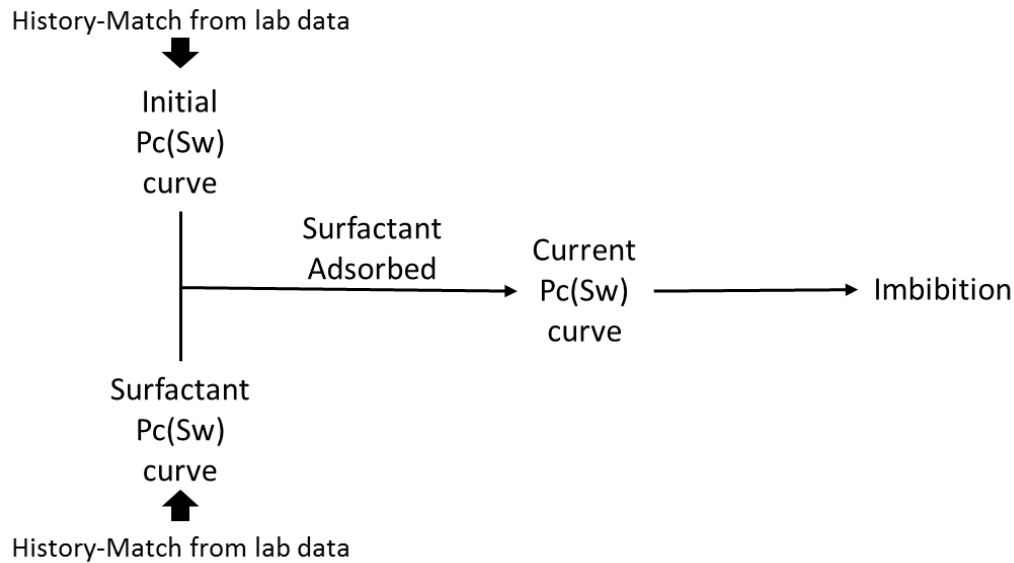 History-Match from lab data
Initial
Pc(Sw)
curve
Surfactant
Adsorbed
Current
Pc(Sw)
curve
Imbibition
Surfactant
Pc(Sw)
curve
History-Match from lab data